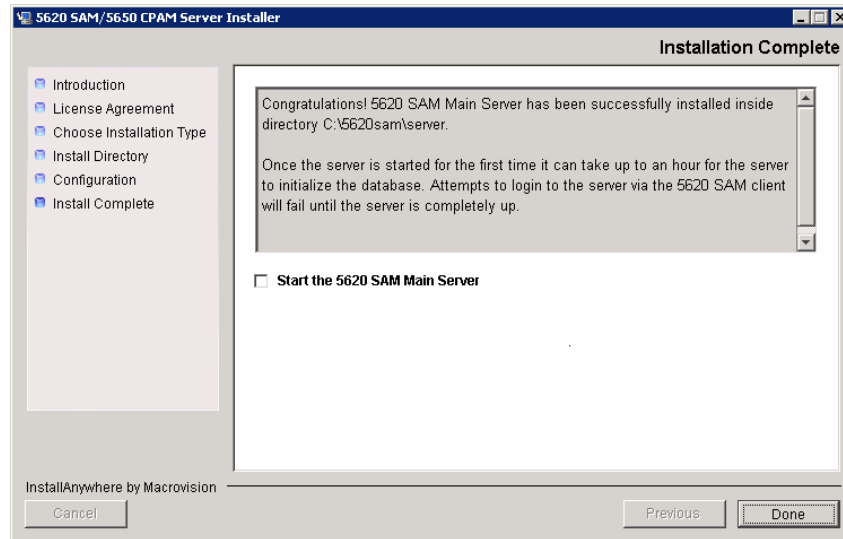 5620 SAM/5650 CPAM Server Installer
Installation Complete
Introduction
License Agreement
Choose Installation Type
Install Directory
Configuration
Install Complete
Congratulations! 5620 SAM Main Server has been successfully installed inside
directory C:\5620sam\server.
Once the server is started for the first time it can take up to an hour for the server
to initialize the database. Attempts to login to the server via the 5620 SAM client
will fail until the server is completely up.
Start the 5620 SAM Main Server
InstallAnywhere by Macrovision
Cancel
Previous
Done